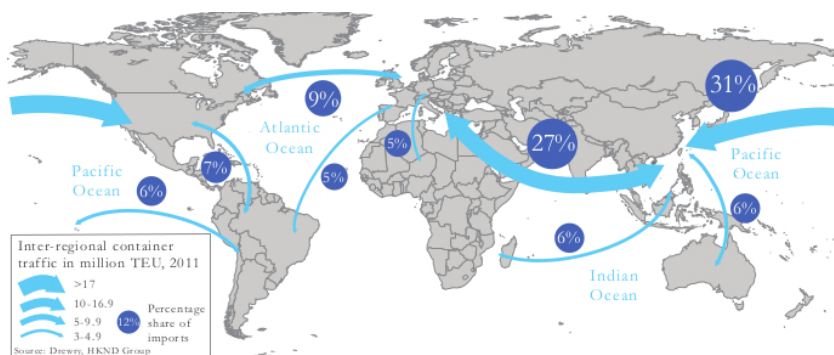 31%
9%
Atlantic
Ocean
27%
5%
7%
5%
Pacific
Ocean
6%
Pacific
Ocean
6%
6%
Indian
Ocean
Inter-regional container
traffic in million TEU, 2011
>17
10-16.9
5-9.9
3-4.9
12%
Percentage
share of
imports
Source: Drewry, HKND Group